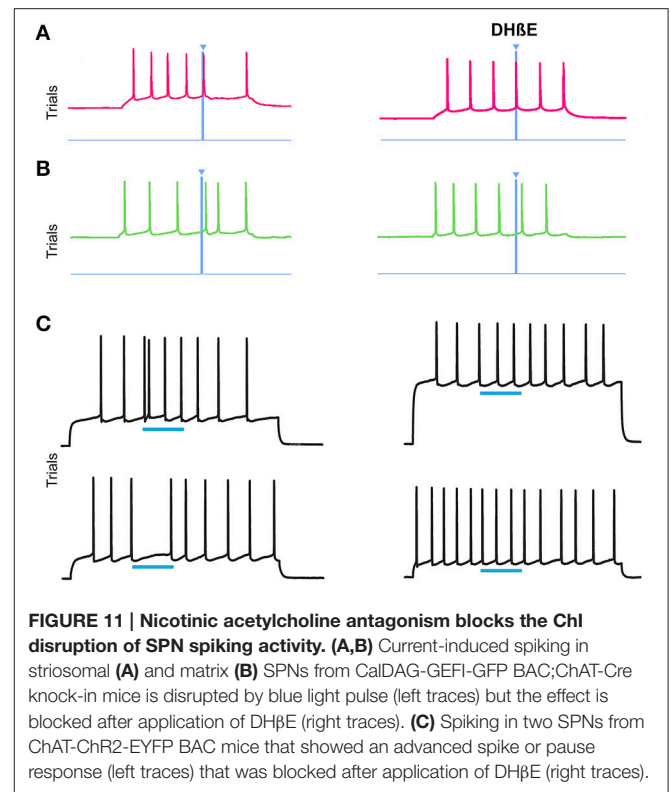 A
DHßE
Trials
B
Trials
C
Trials
FIGURE 11 | Nicotinic acetylcholine antagonism blocks the ChI
disruption of SPN spiking activity. (A,B) Current-induced spiking in
striosomal (A) and matrix (B) SPNs from CalDAG-GEFI-GFP BAC;ChAT-Cre
knock-in mice is disrupted by blue light pulse (left traces) but the effect is
blocked after application of DHβE (right traces). (C) Spiking in two SPNs from
ChAT-ChR2-EYFP BAC mice that showed an advanced spike or pause
response (left traces) that was blocked after application of DHβE (right traces).